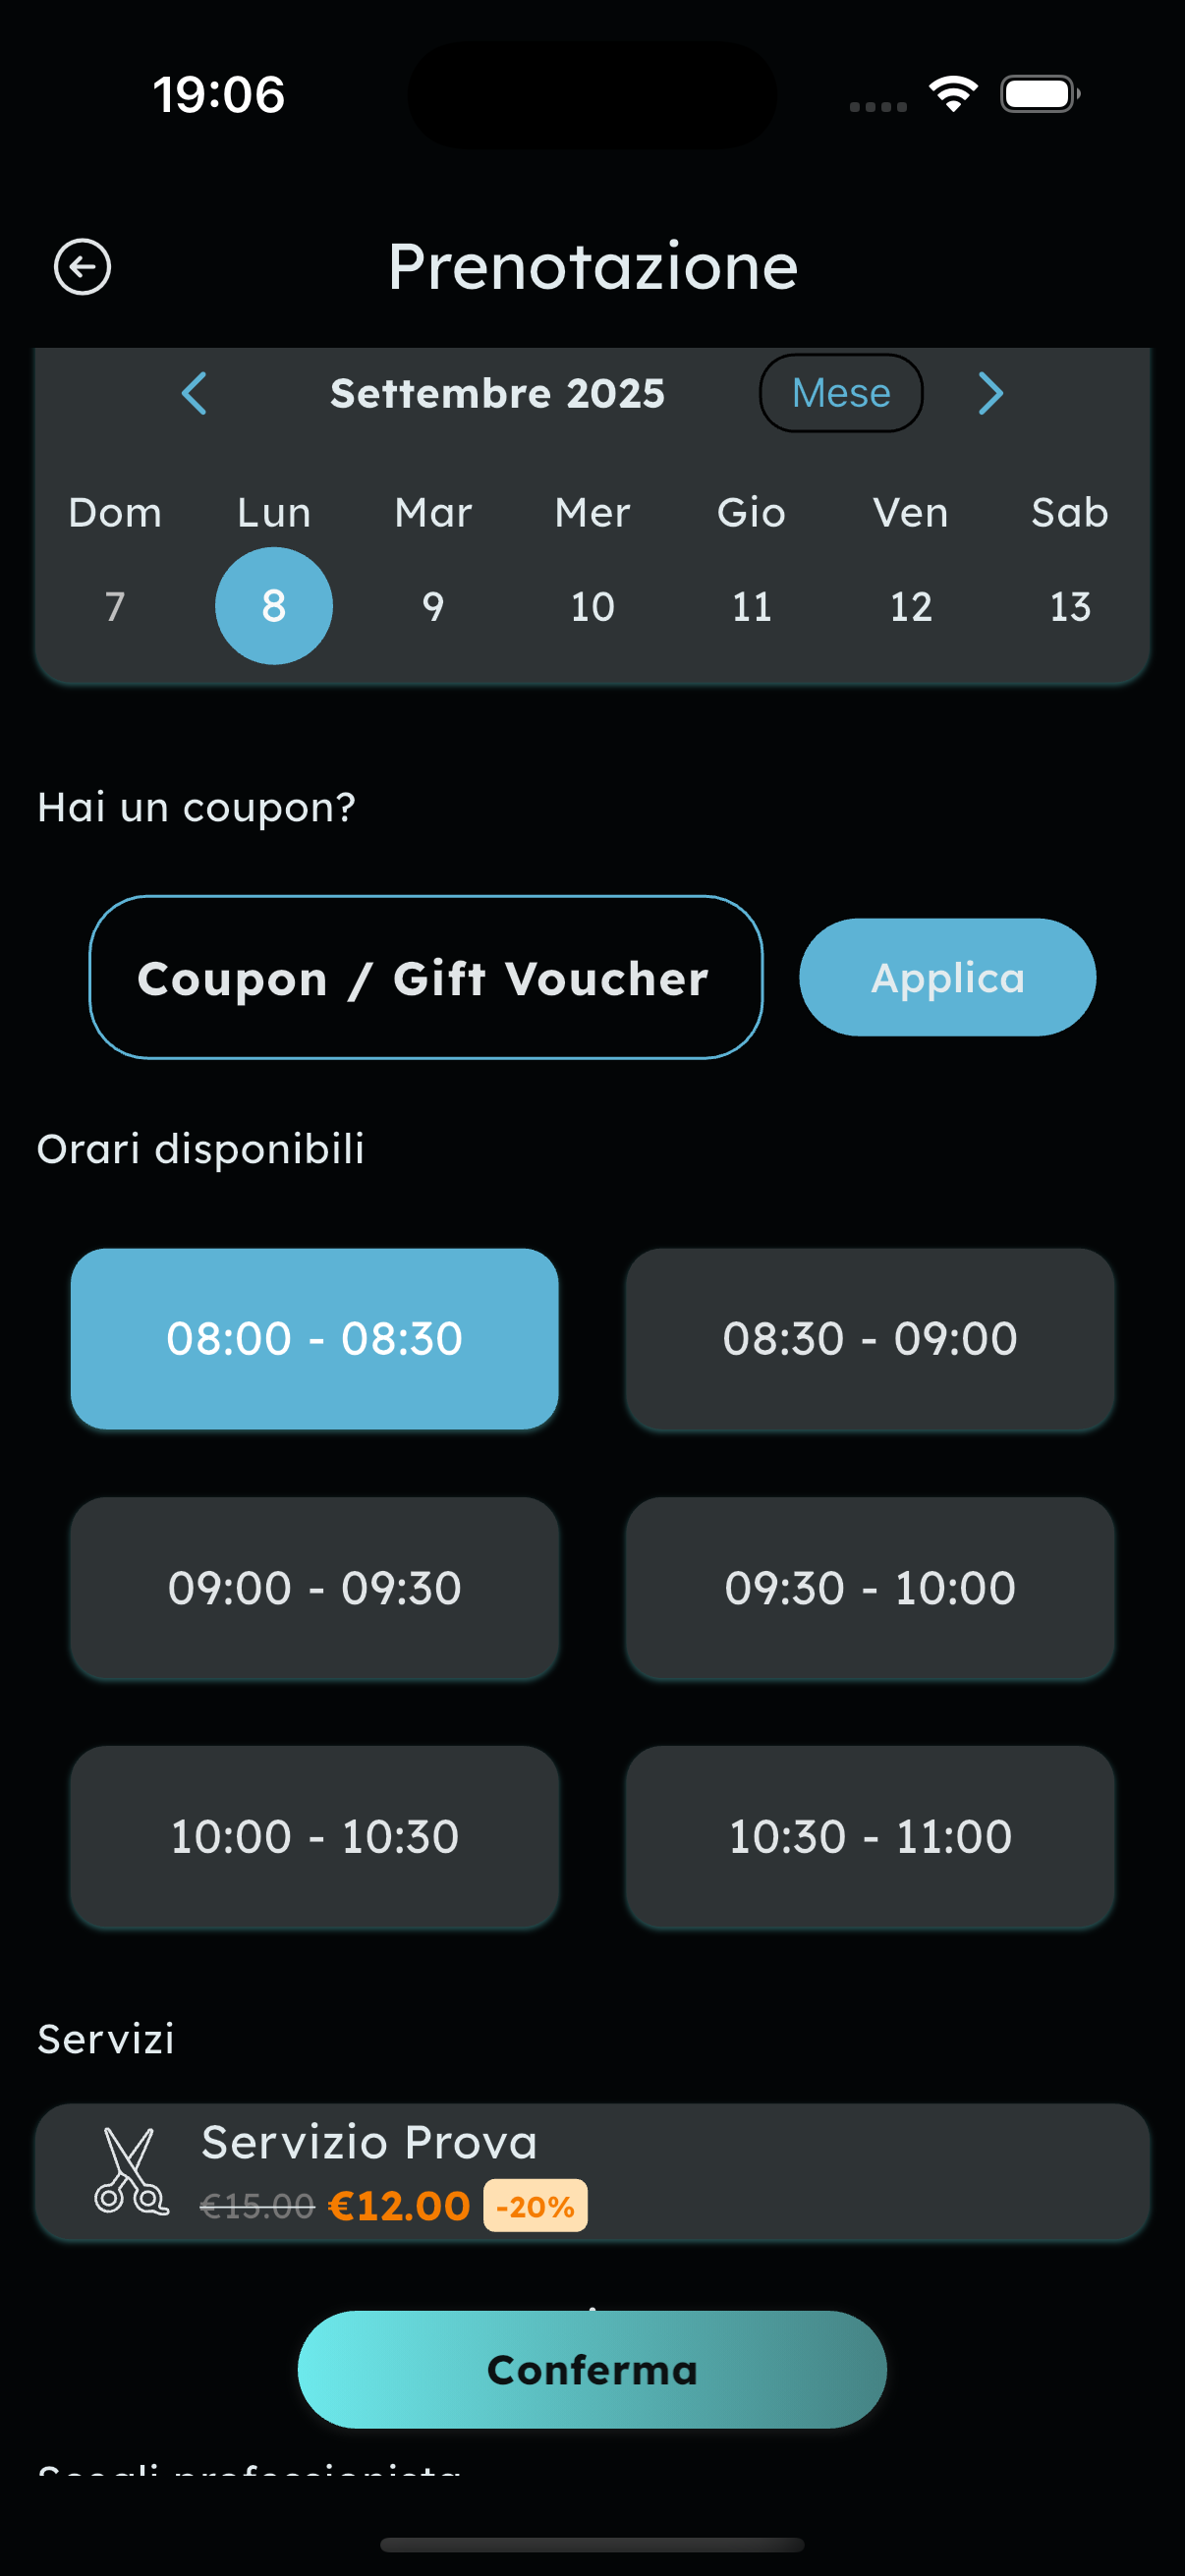 19:06
Prenotazione
Settembre 2025 Mese
Dom Lun Mar Mer Gio Ven Sab
7 8 9 10 11 12 13
Hai un coupon?
Coupon / Gift Voucher Applica
Orari disponibili
08:00 - 08:30 08:30 - 09:00
09:00 - 09:30 09:30 - 10:00
10:00 - 10:30 10:30 - 11:00
Servizi
Servizio Prova
€15.00 €12.00 -20%
Conferma
Scegli professionista